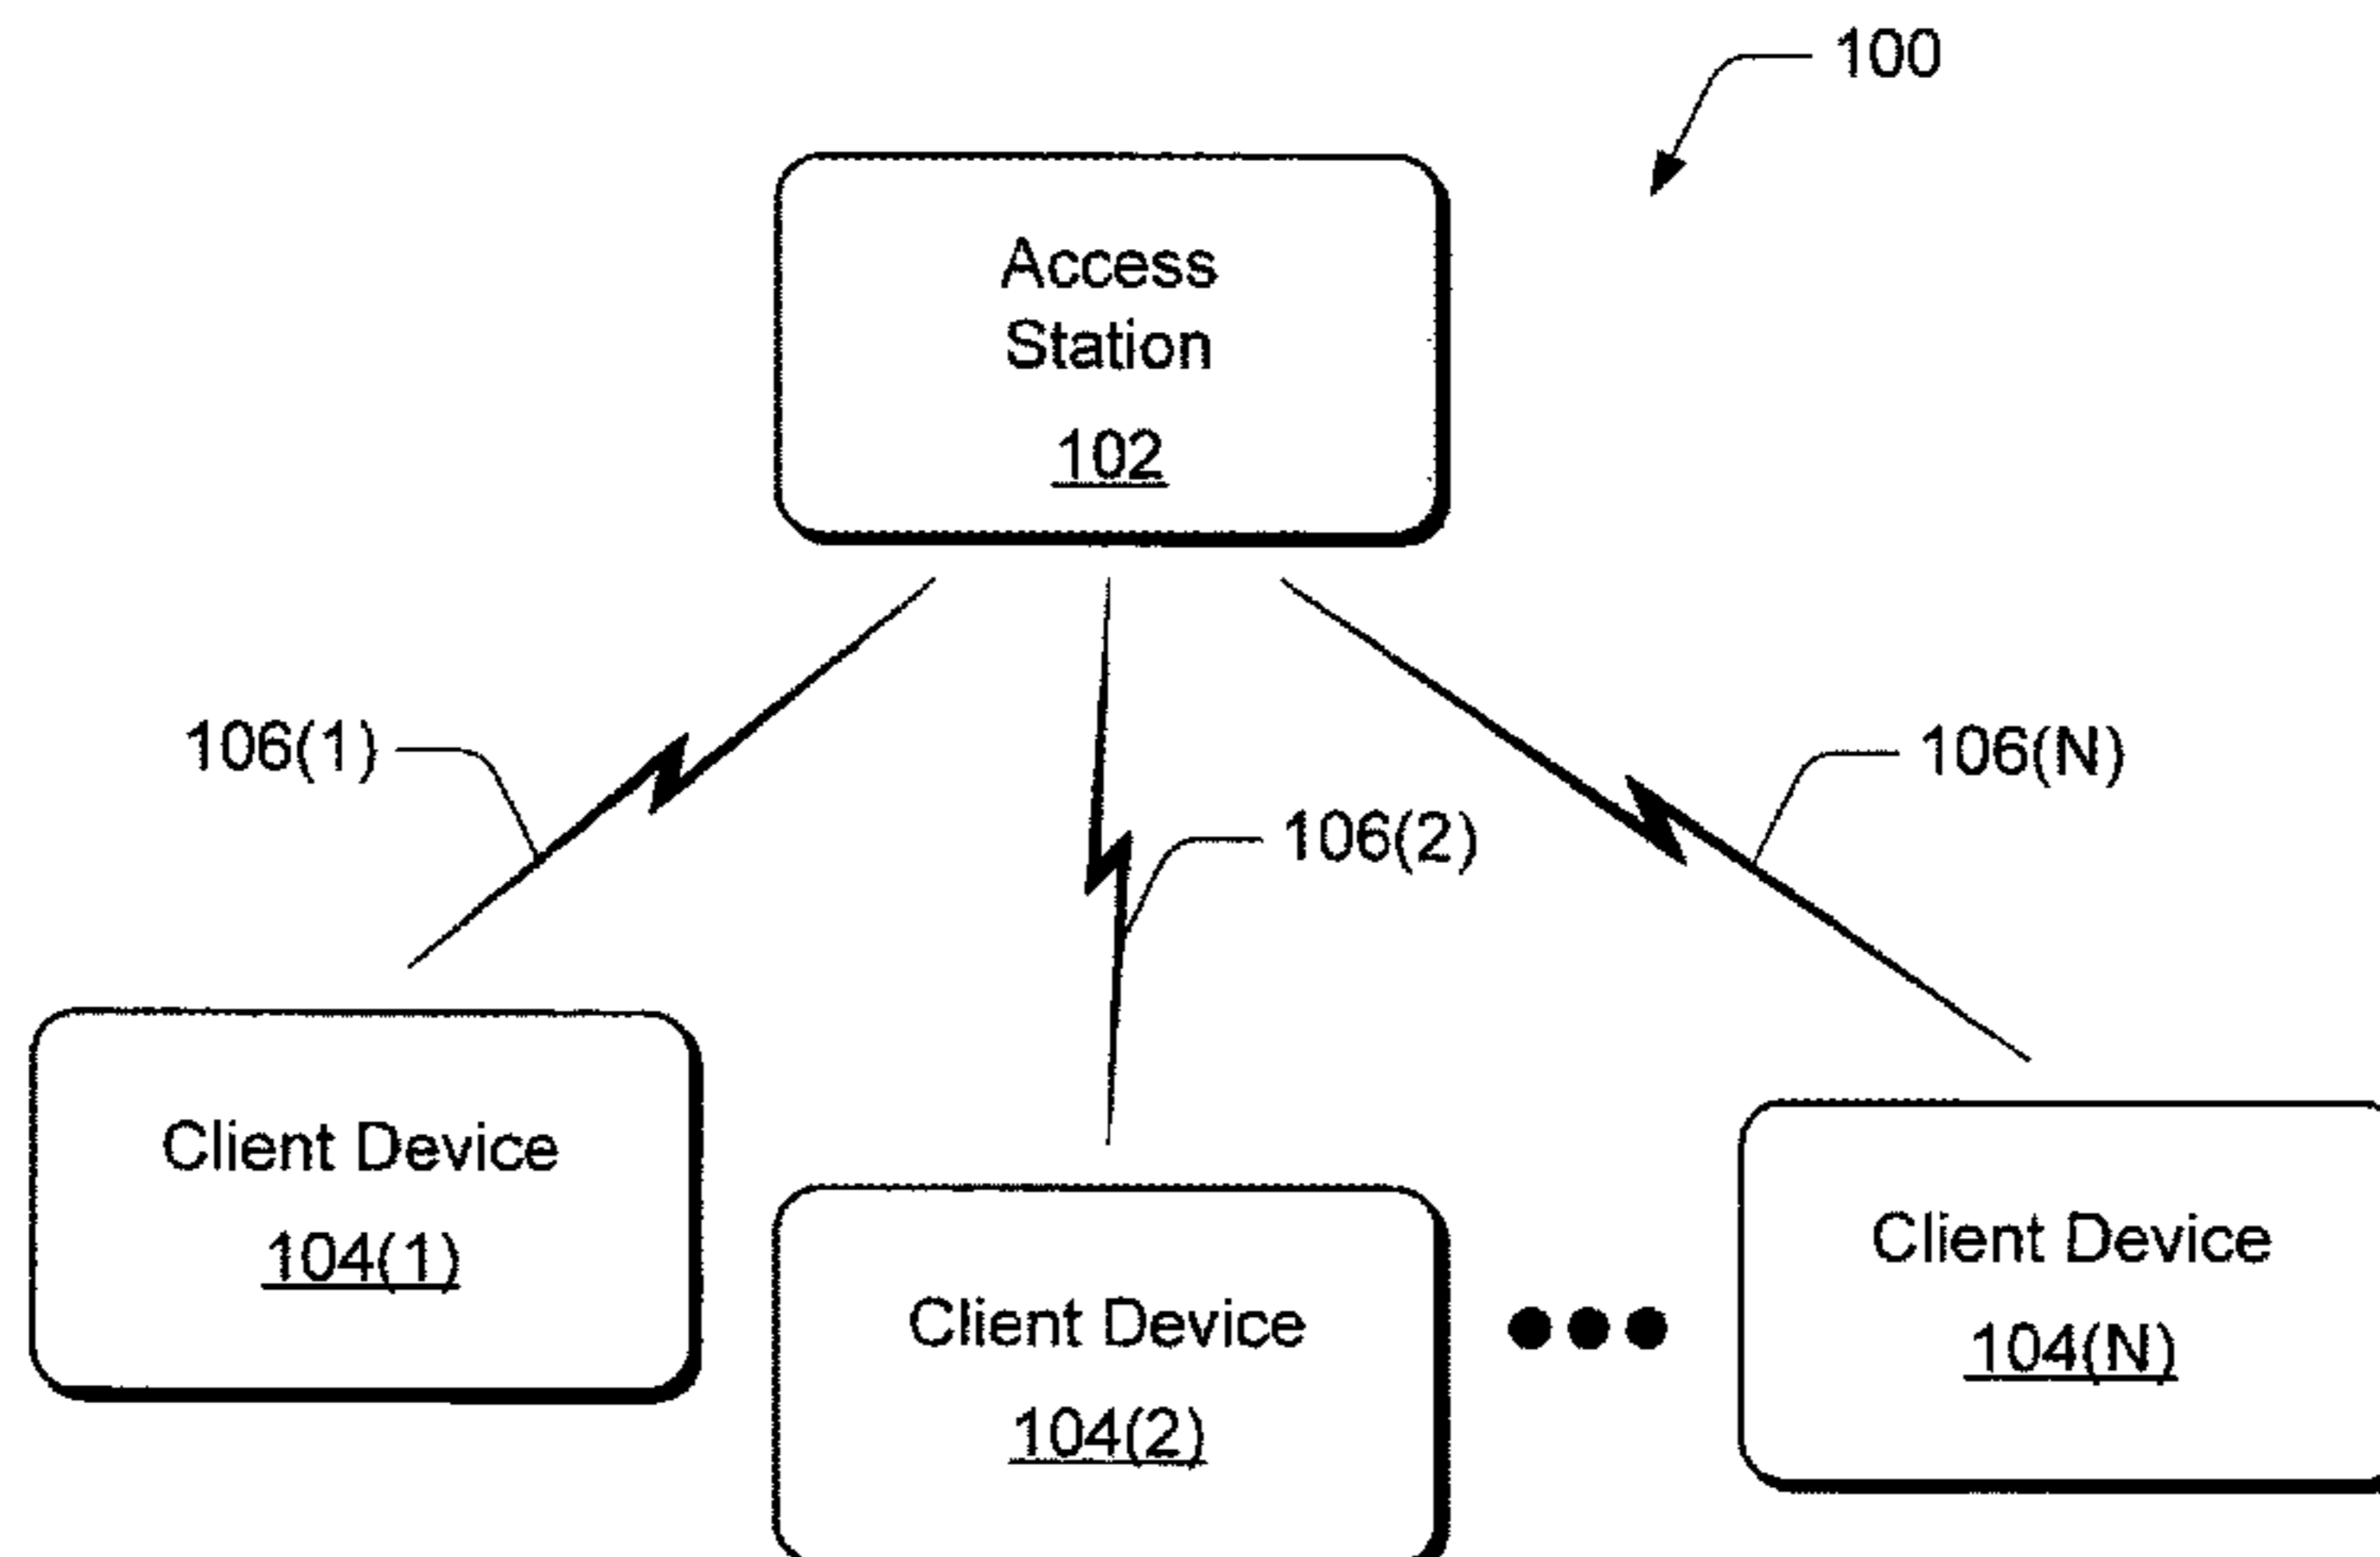 100
Access
Station
102
106(1)
106(2)
106(N)
Client Device
104(1)
Client Device
104(2)
Client Device
104(N)